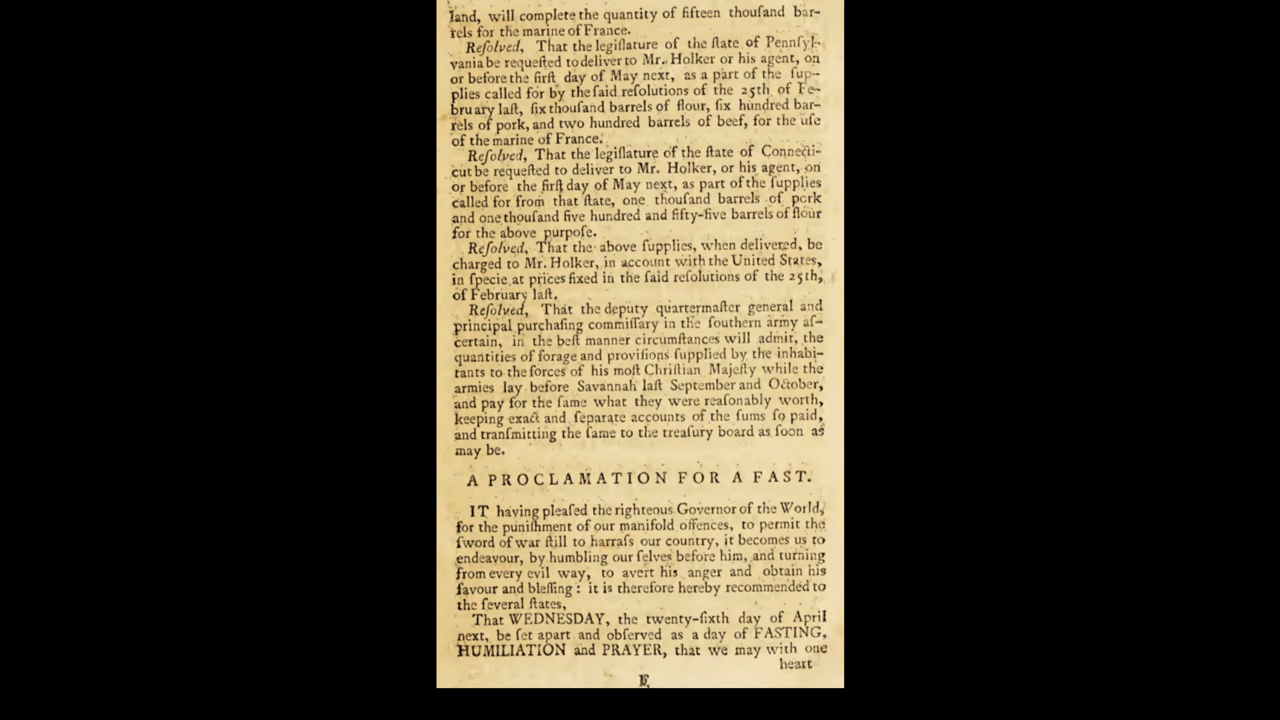 land, will complete the quantity of fifteen thouſand bar-
rels for the marine of France.
Reſolved, That the legiſlature of the ſtate of Pennſyl-
vania be requeſted to deliver to Mr. Holker or his agent, on
or before the firſt day of May next, as a part of the ſup-
plies called for by the ſaid reſolutions of the 25th of Fe-
bruary laſt, ſix thouſand barrels of flour, ſix hundred bar-
rels of pork, and two hundred barrels of beef, for the uſe
of the marine of France.
Reſolved, That the legiſlature of the ſtate of Connecti-
cut be requeſted to deliver to Mr. Holker, or his agent, on
or before the firſt day of May next, as part of the ſupplies
called for from that ſtate, one thouſand barrels of pork
and one thouſand five hundred and fifty-five barrels of flour
for the above purpoſe.
Reſolved, That the above ſupplies, when delivered, be
charged to Mr. Holker, in account with the United States,
in ſpecie at prices fixed in the ſaid reſolutions of the 25th,
of February laſt.
Reſolved, That the deputy quartermaſter general and
principal purchaſing commiſſary in the ſouthern army aſ-
certain, in the beſt manner circumſtances will admit, the
quantities of forage and proviſions ſupplied by the inhabi-
tants to the forces of his moſt Chriſtian Majeſty while the
armies lay before Savannah laſt September and October,
and pay for the ſame what they were reaſonably worth,
keeping exact and ſeparate accounts of the ſums ſo paid,
and tranſmitting the ſame to the treaſury board as ſoon as
may be.
A PROCLAMATION FOR A FAST.
IT having pleaſed the righteous Governor of the World,
for the puniſhment of our manifold offences, to permit the
ſword of war ſtill to harraſs our country, it becomes us to
endeavour, by humbling our ſelves before him, and turning
from every evil way, to avert his anger and obtain his
favour and bleſſing : it is therefore hereby recommended to
the ſeveral ſtates,
That WEDNESDAY, the twenty-ſixth day of April
next, be ſet apart and obſerved as a day of FASTING,
HUMILIATION and PRAYER, that we may with one
heart
E